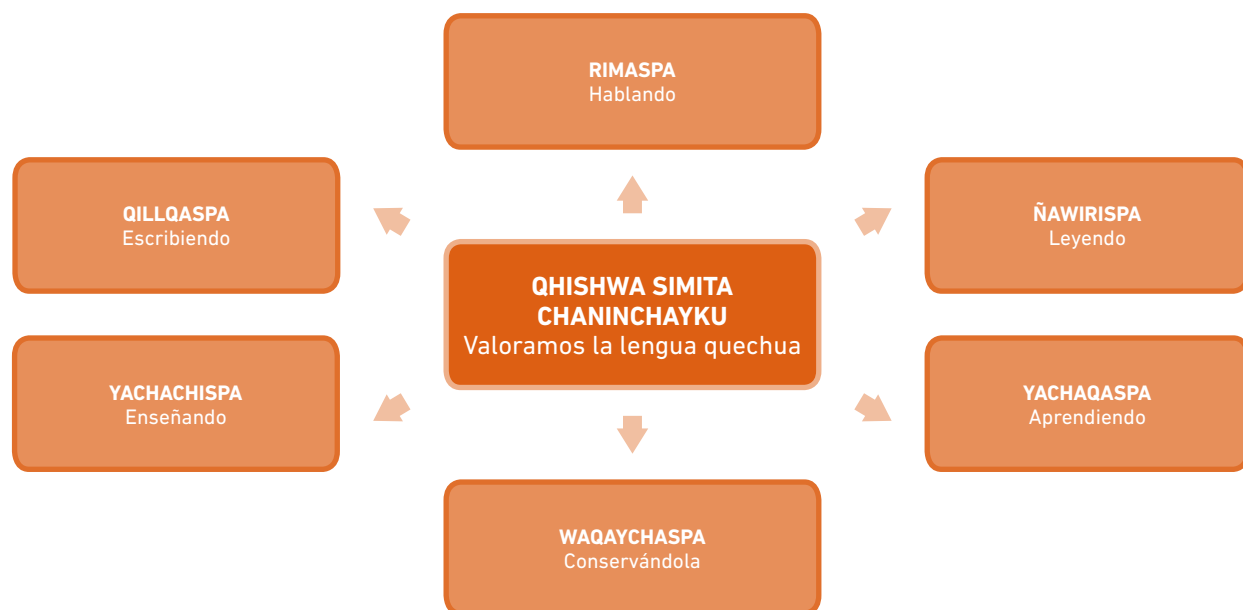 RIMASPA
Hablando
QILLQASPA
Escribiendo
ÑAWIRISPA
Leyendo
QHISHWA SIMITA
CHANINCHAYKU
Valoramos la lengua quechua
YACHACHISPA
Enseñando
YACHAQASPA
Aprendiendo
WAQAYCHASPA
Conservándola